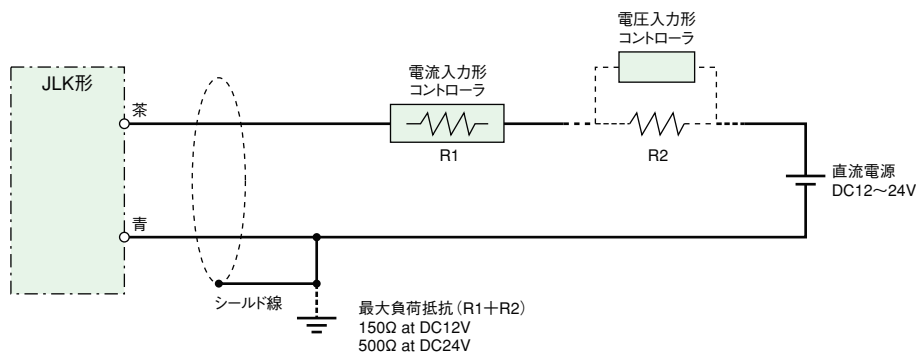 電圧入力形
コントローラ
JLK形
電流入力形
コントローラ
茶
R1
R2
直流電源
DC12～24V
青
シールド線
最大負荷抵抗（R1＋R2）
150Ω at DC12V
500Ω at DC24V